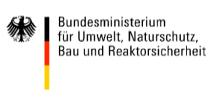 Bundesministerium
für Umwelt, Naturschutz,
Bau und Reaktorsicherheit